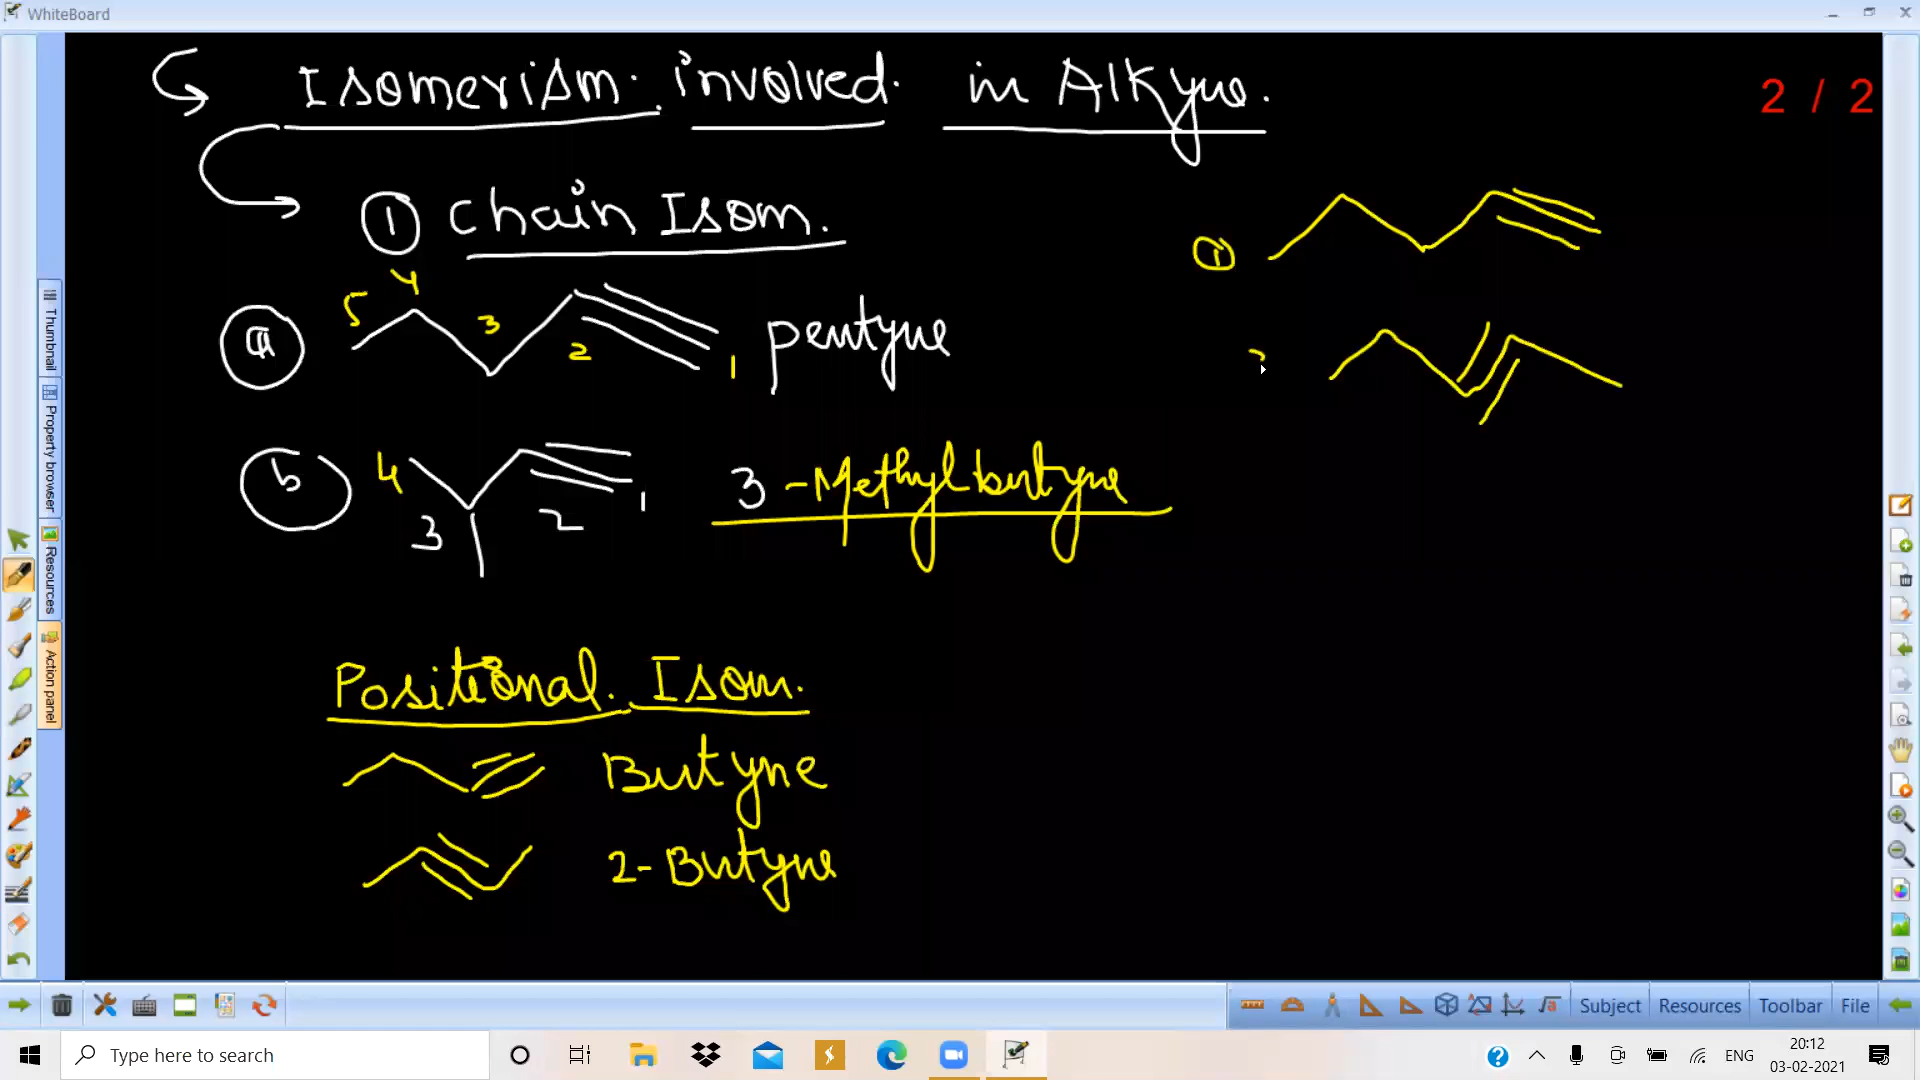 WhiteBoard
Isomerism involved in Alkyne.
2 / 2
① Chain Isom.
①
5 4 3 2 1
a pentyne
b 4 3 2 1 3-Methylbutyne
Positional Isom.
Butyne
2-Butyne
Thumbnail
Property browser
Resources
Action panel
Subject Resources Toolbar File
Type here to search
ENG
20:12
03-02-2021